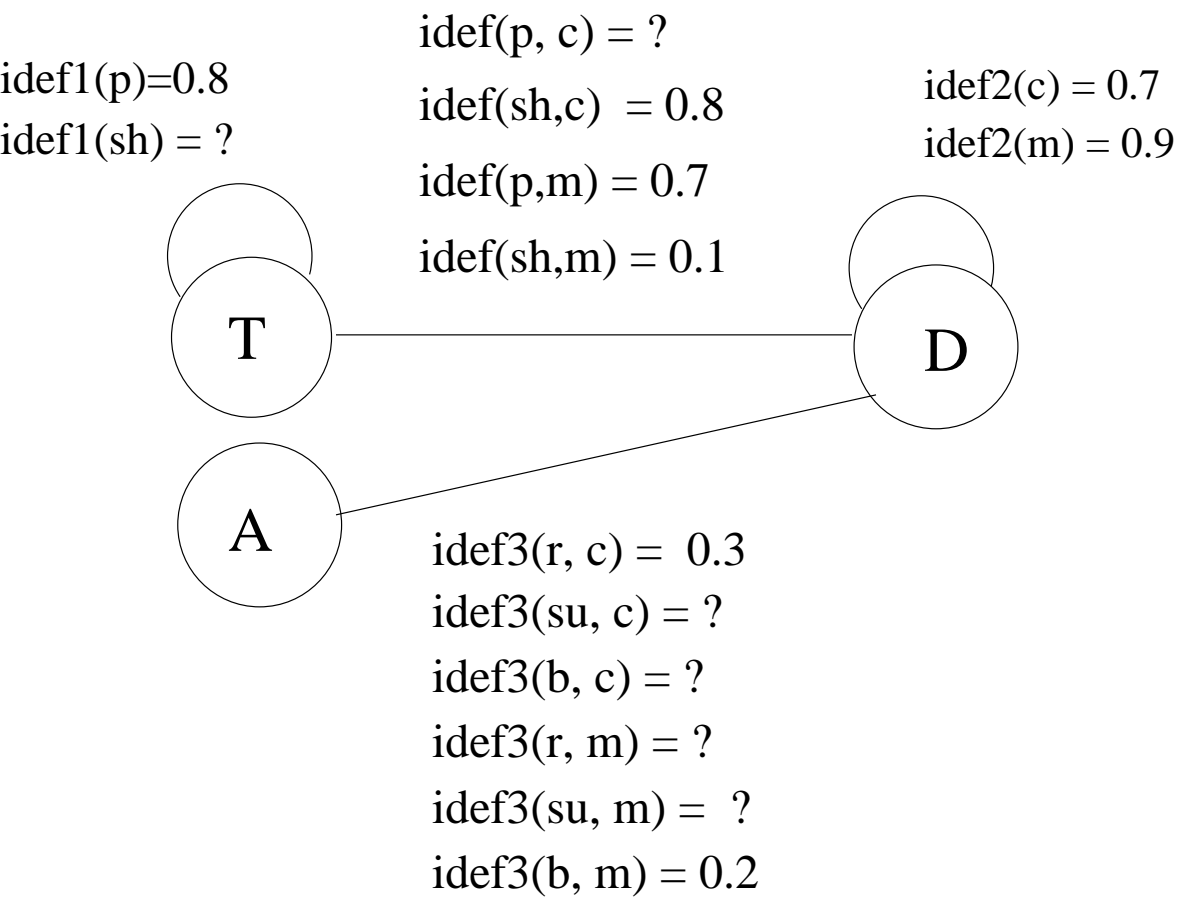 idef(p, c) = ?
idef1(p)=0.8
idef2(c) = 0.7
idef(sh,c) = 0.8
idef1(sh) = ?
idef2(m) = 0.9
idef(p,m) = 0.7
idef(sh,m) = 0.1
T
D
A
idef3(r, c) = 0.3
idef3(su, c) = ?
idef3(b, c) = ?
idef3(r, m) = ?
idef3(su, m) = ?
idef3(b, m) = 0.2